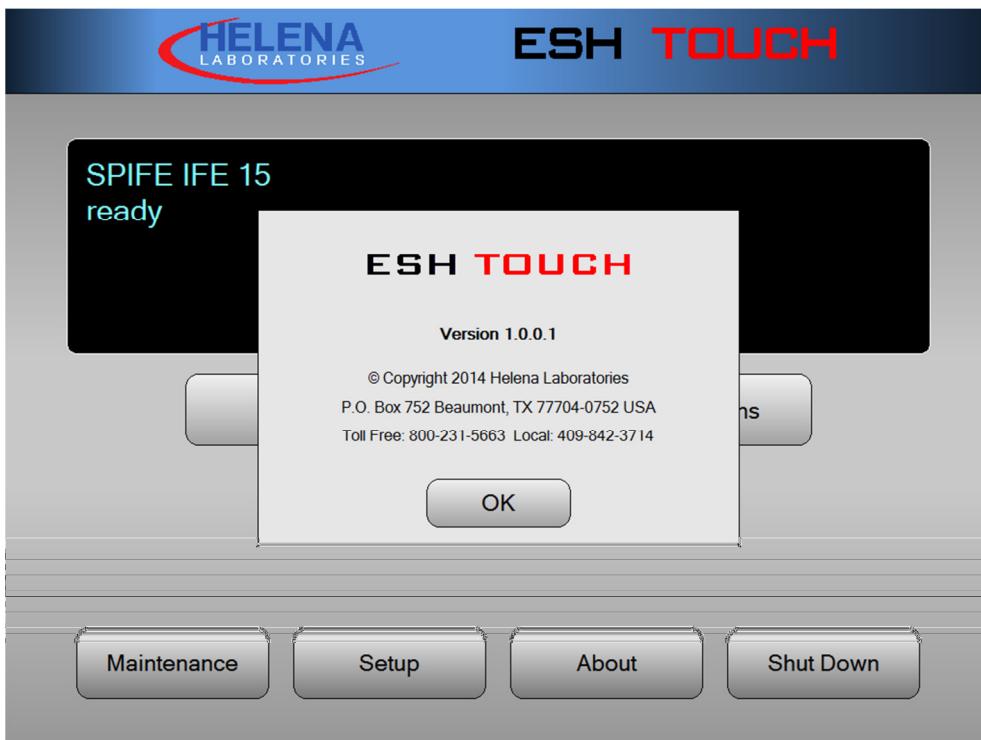 HELENA
LABORATORIES
ESH TOUCH
SPIFE IFE 15
ready
ESH TOUCH
Version 1.0.0.1
© Copyright 2014 Helena Laboratories
P.O. Box 752 Beaumont, TX 77704-0752 USA
Toll Free: 800-231-5663 Local: 409-842-3714
OK
Maintenance
Setup
About
Shut Down